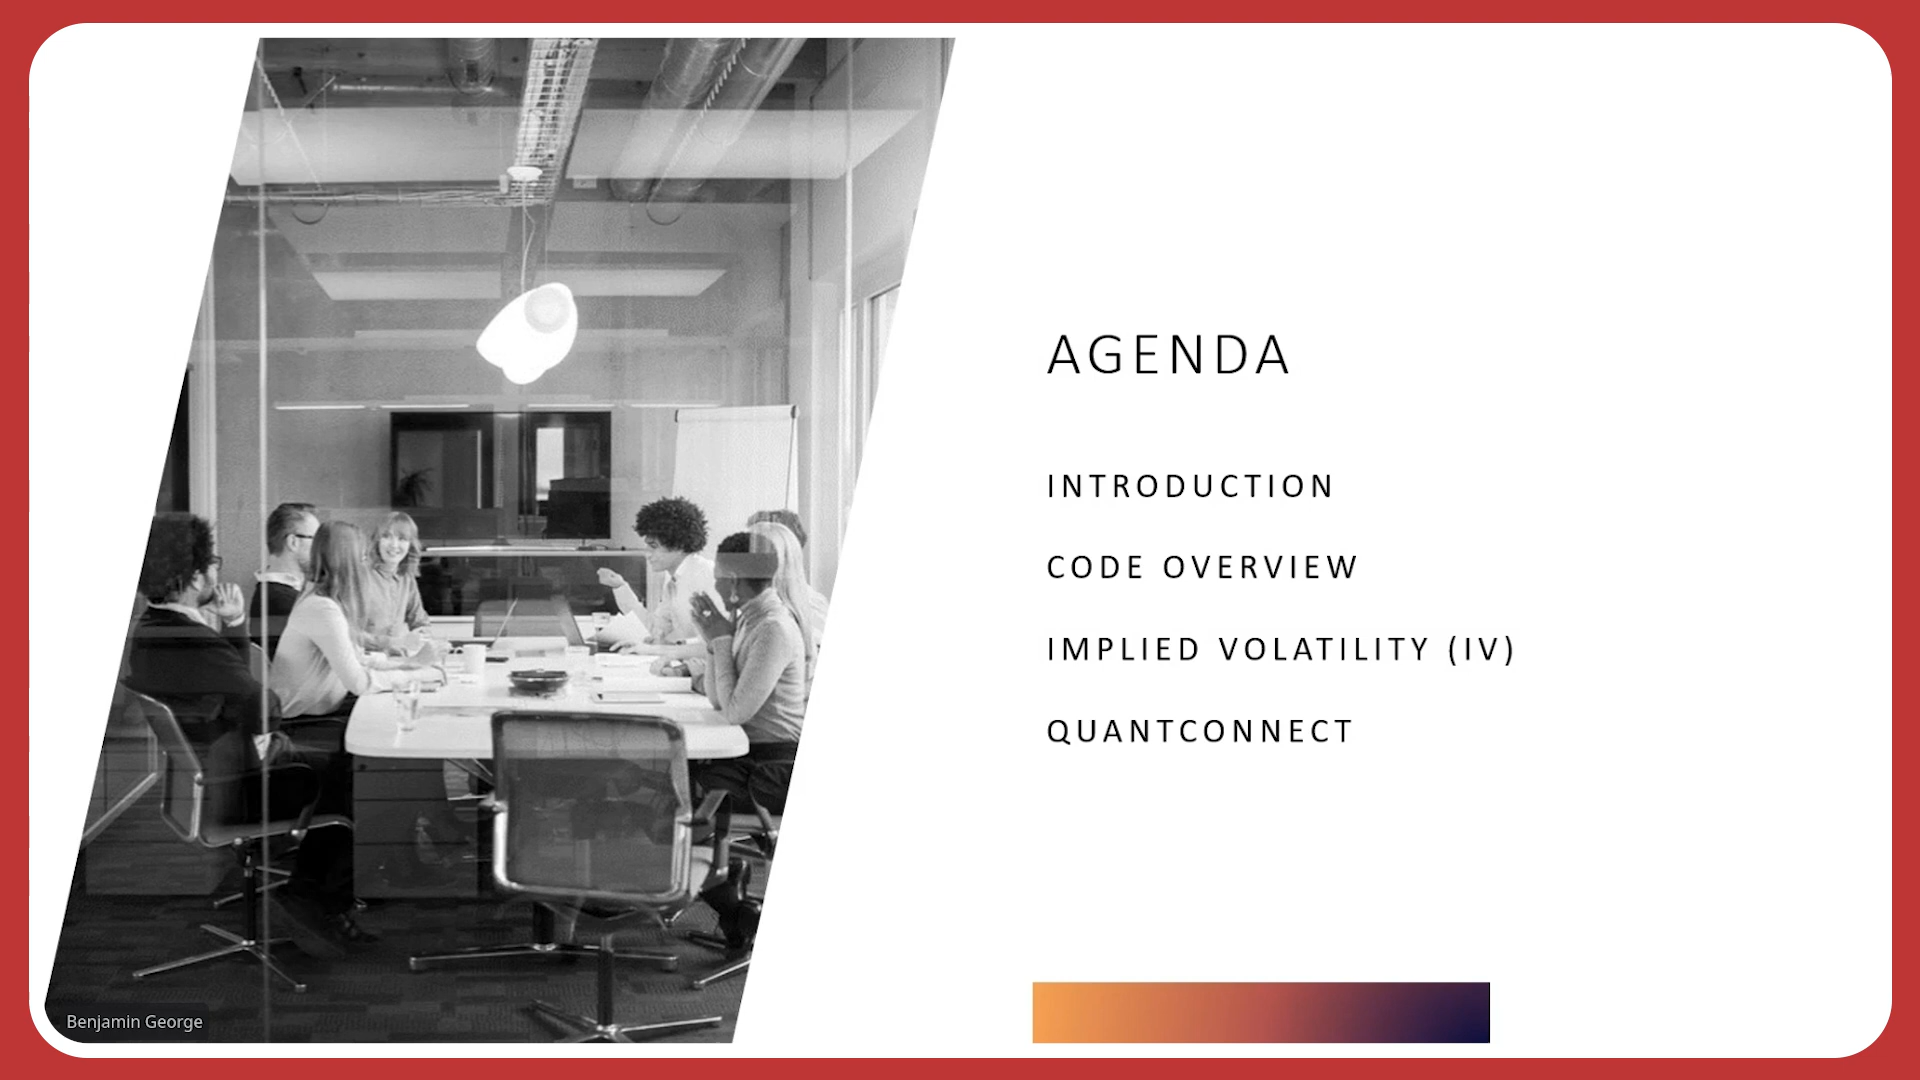 AGENDA
INTRODUCTION
CODE OVERVIEW
IMPLIED VOLATILITY (IV)
QUANTCONNECT
Benjamin George